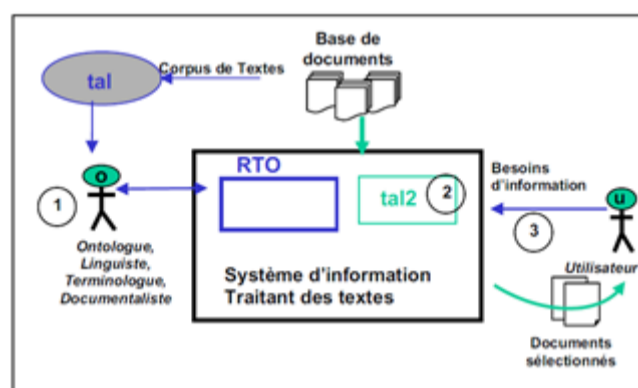 Base de
documents
Corpus de Textes
tal
RTO
tal2
2
o
1
Ontologue,
Linguiste,
Terminologue,
Documentaliste
Système d'information
Traitant des textes
Besoins
d'information
3
u
Utilisateur
Documents
sélectionnés